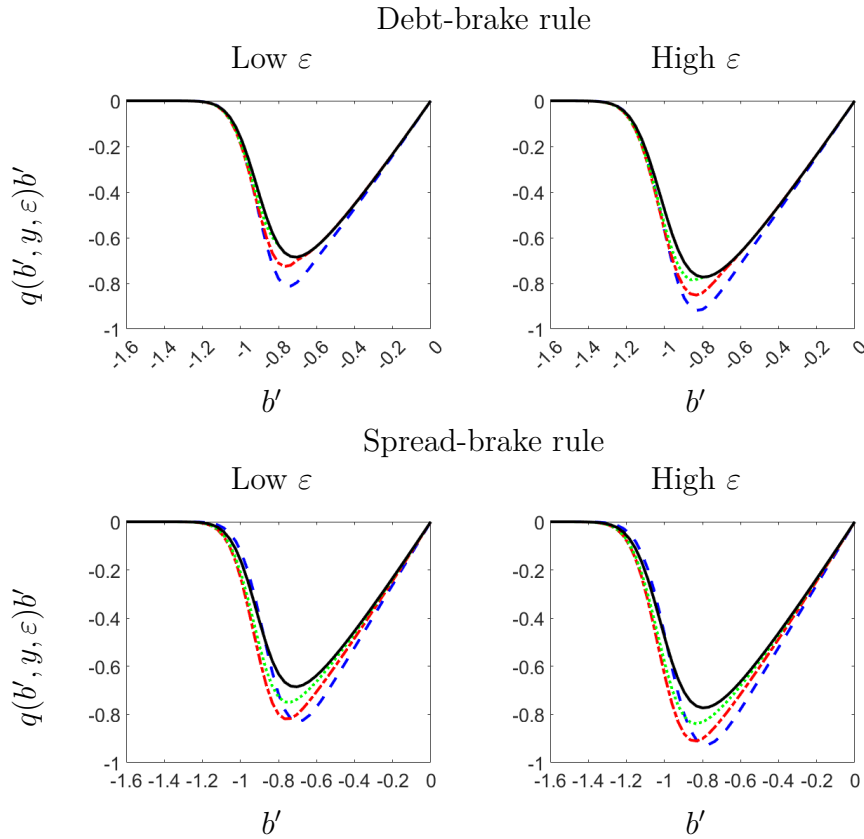 Debt-brake rule
Low ε High ε
0 0
-0.2 -0.2
-0.4 -0.4
-0.6 -0.6
-0.8 -0.8
-1 -1
-1.6 -1.4 -1.2 -1 -0.8 -0.6 -0.4 -0.2 0 -1.6 -1.4 -1.2 -1 -0.8 -0.6 -0.4 -0.2 0
q(b′, y, ε)b′
b′ b′
Spread-brake rule
Low ε High ε
0 0
-0.2 -0.2
-0.4 -0.4
-0.6 -0.6
-0.8 -0.8
-1 -1
-1.6 -1.4 -1.2 -1 -0.8 -0.6 -0.4 -0.2 0 -1.6 -1.4 -1.2 -1 -0.8 -0.6 -0.4 -0.2 0
q(b′, y, ε)b′
b′ b′